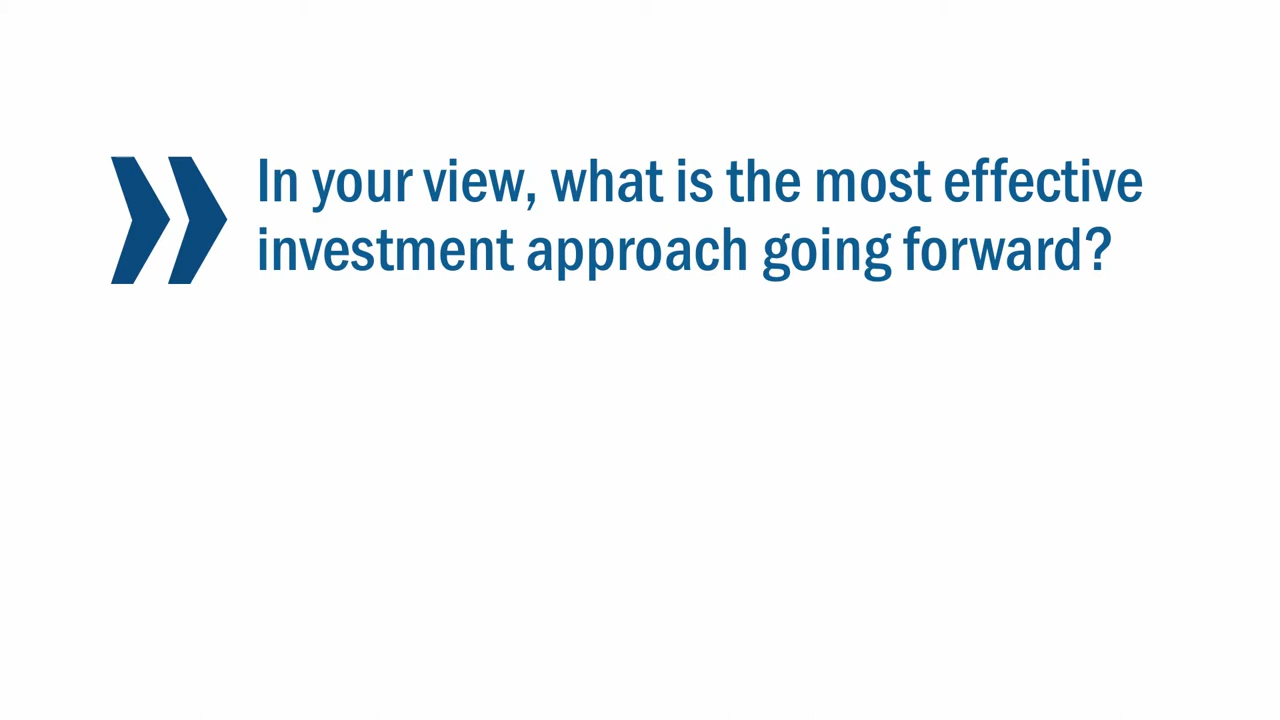 In your view, what is the most effective
investment approach going forward?